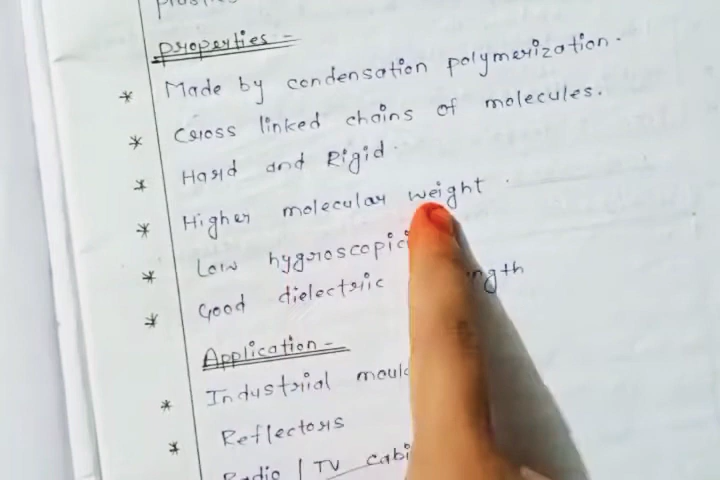 Properties -
* Made by condensation polymerization.
* Cross linked chains of molecules.
* Hard and Rigid.
* Higher molecular weight.
* Low
* Good dielectric
Application -
* Industrial
* Reflectors
Radio / TV